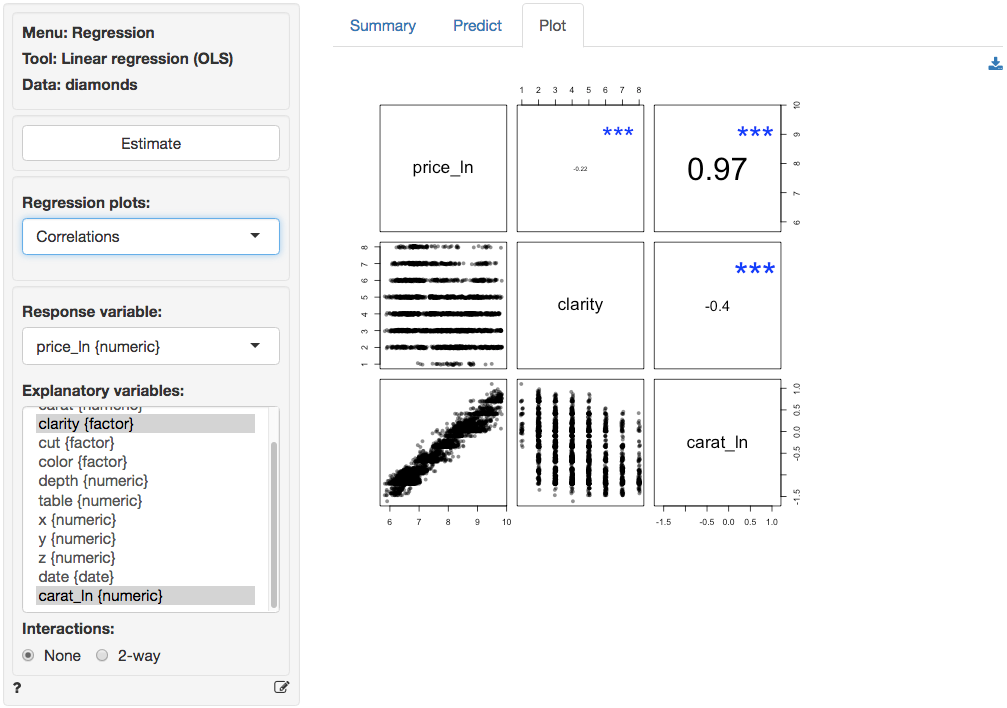 Menu: Regression
Tool: Linear regression (OLS)
Data: diamonds
Estimate
Regression plots:
Correlations
Response variable:
price_ln {numeric}
Explanatory variables:
carat {numeric}
clarity {factor}
cut {factor}
color {factor}
depth {numeric}
table {numeric}
x {numeric}
y {numeric}
z {numeric}
date {date}
carat_ln {numeric}
Interactions:
None 2-way
?
Summary Predict Plot
1 2 3 4 5 6 7 8
price_ln
***
-0.22
***
0.97
10
9
8
7
6
8
7
6
5
4
3
2
1
clarity
***
-0.4
carat_ln
1.0
0.5
0.0
-0.5
-1.5
6 7 8 9 10
-1.5 -0.5 0.0 0.5 1.0